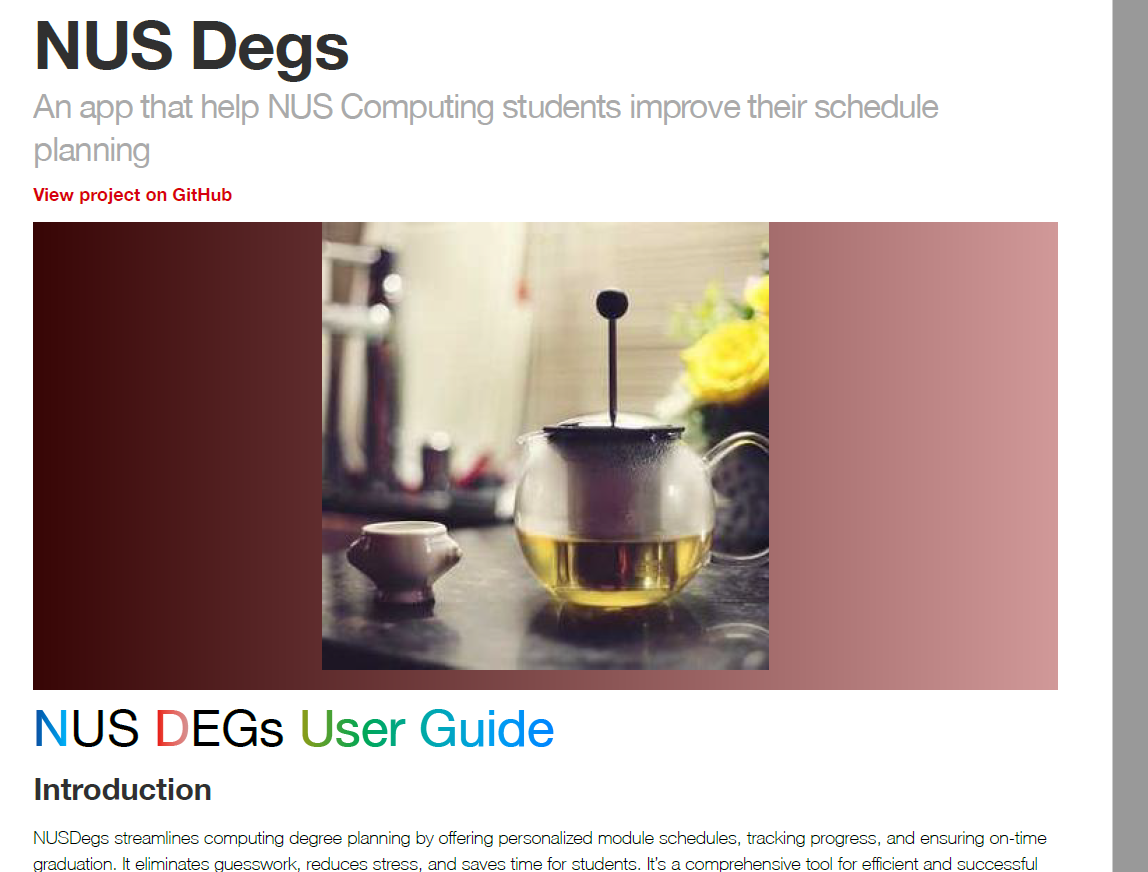 NUS Degs
An app that help NUS Computing students improve their schedule
planning
View project on GitHub
NUS DEGs User Guide
Introduction
NUSDegs streamlines computing degree planning by offering personalized module schedules, tracking progress, and ensuring on-time
graduation. It eliminates guesswork, reduces stress, and saves time for students. It's a comprehensive tool for efficient and successful